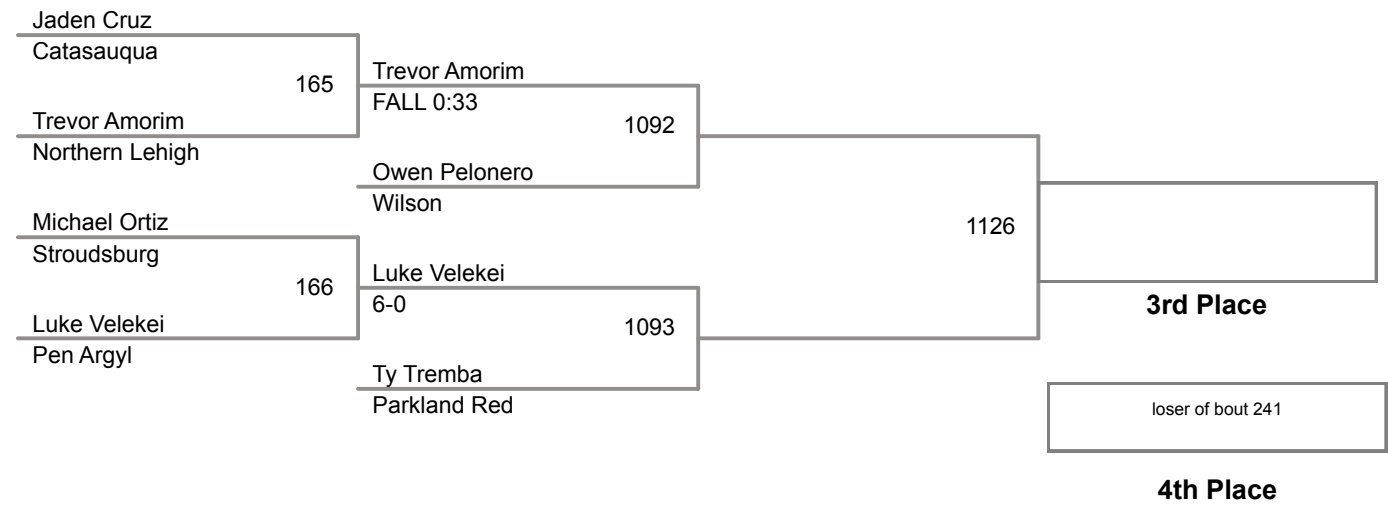 Jaden Cruz
Catasauqua
165
Trevor Amorim
Northern Lehigh
Trevor Amorim
FALL 0:33
1092
Owen Pelonero
Wilson
Michael Ortiz
Stroudsburg
166
Luke Velekei
Pen Argyl
Luke Velekei
6-0
1093
Ty Tremba
Parkland Red
1126
3rd Place
loser of bout 241
4th Place